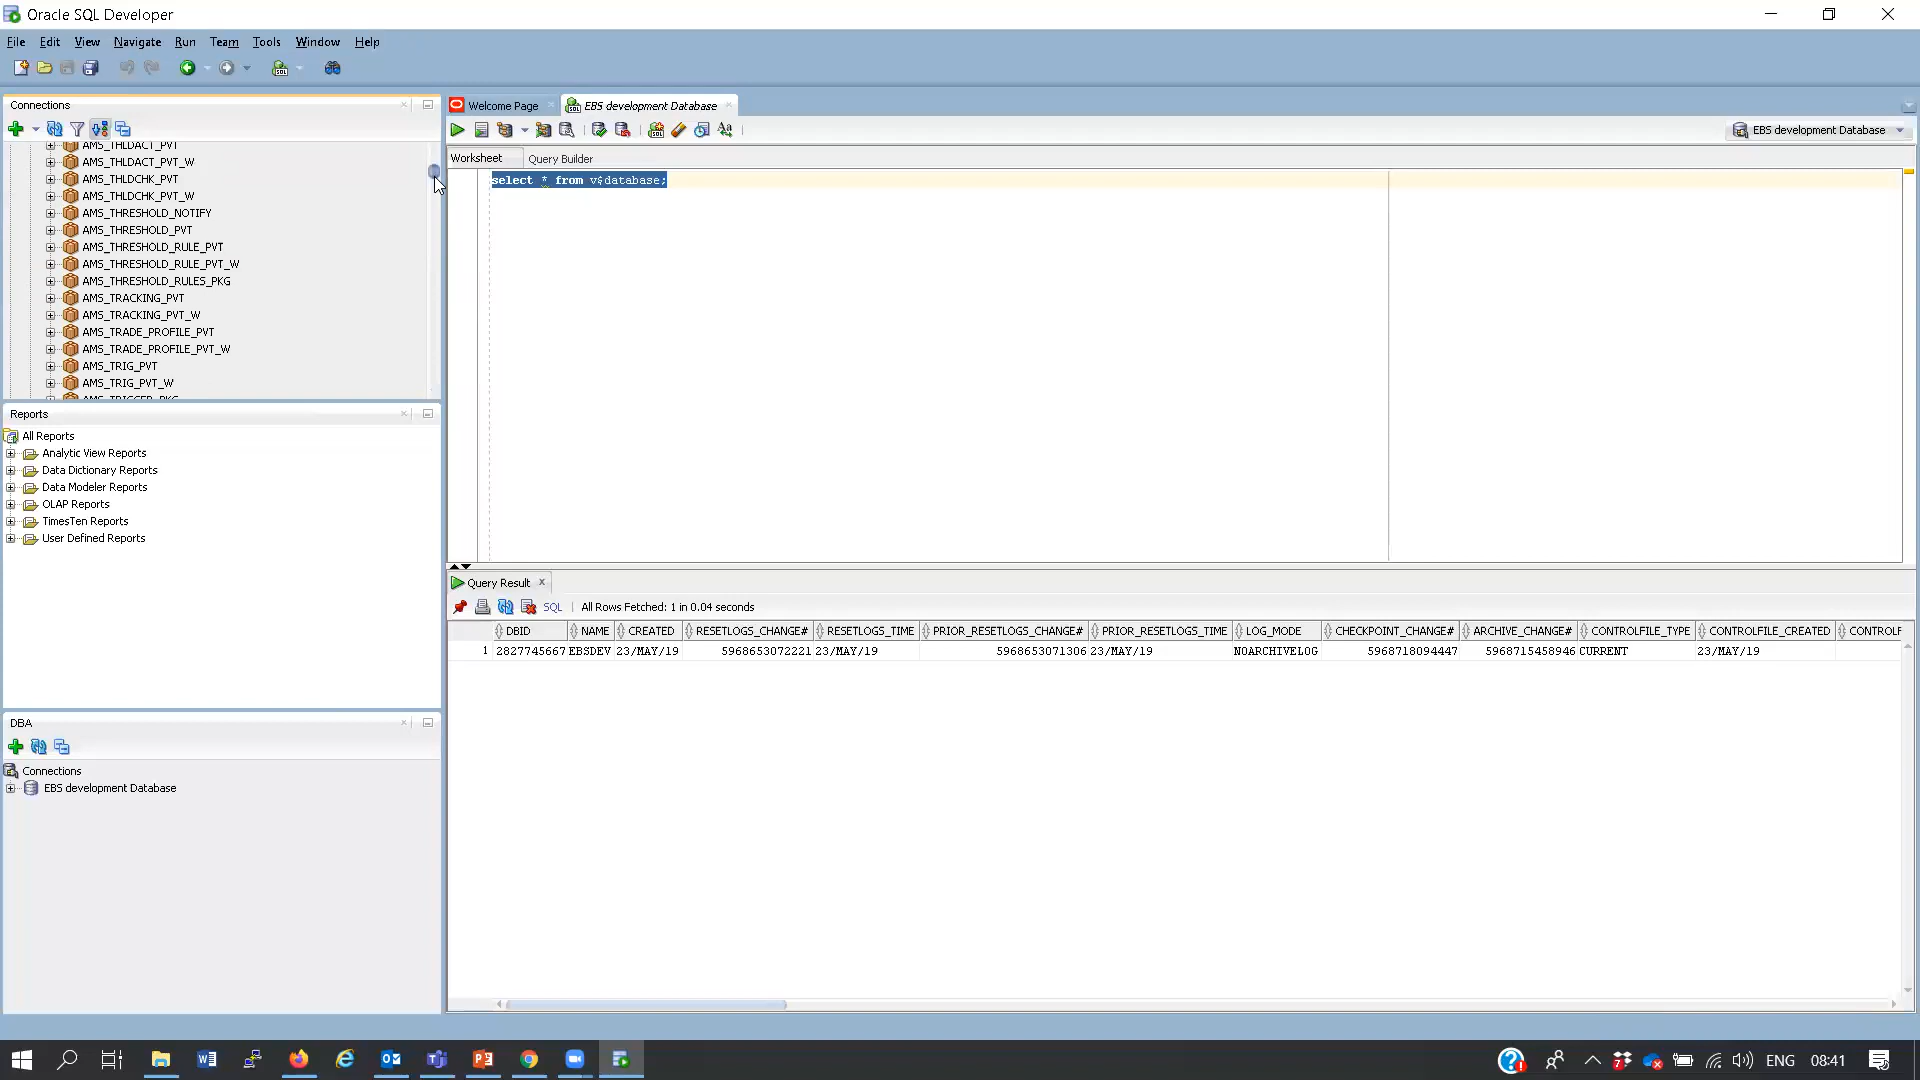 Oracle SQL Developer
File Edit View Navigate Run Team Tools Window Help
Connections
AMS_THLDACT_PVT
AMS_THLDACT_PVT_W
AMS_THLDCHK_PVT
AMS_THLDCHK_PVT_W
AMS_THRESHOLD_NOTIFY
AMS_THRESHOLD_PVT
AMS_THRESHOLD_RULE_PVT
AMS_THRESHOLD_RULE_PVT_W
AMS_THRESHOLD_RULES_PKG
AMS_TRACKING_PVT
AMS_TRACKING_PVT_W
AMS_TRADE_PROFILE_PVT
AMS_TRADE_PROFILE_PVT_W
AMS_TRIG_PVT
AMS_TRIG_PVT_W
AMS_TRIGGER_PKG
Reports
All Reports
Analytic View Reports
Data Dictionary Reports
Data Modeler Reports
OLAP Reports
TimesTen Reports
User Defined Reports
DBA
Connections
EBS development Database
Welcome Page EBS development Database
EBS development Database
Worksheet Query Builder
select * from v$database;
Query Result
SQL All Rows Fetched: 1 in 0.04 seconds
DBID NAME CREATED RESETLOGS_CHANGE# RESETLOGS_TIME PRIOR_RESETLOGS_CHANGE# PRIOR_RESETLOGS_TIME LOG_MODE CHECKPOINT_CHANGE# ARCHIVE_CHANGE# CONTROLFILE_TYPE CONTROLFILE_CREATED CONTROLF
1 2827745667 EBSDEV 23/MAY/19 5968653072221 23/MAY/19 5968653071306 23/MAY/19 NOARCHIVELOG 5968718094447 5968715458946 CURRENT 23/MAY/19
ENG 08:41